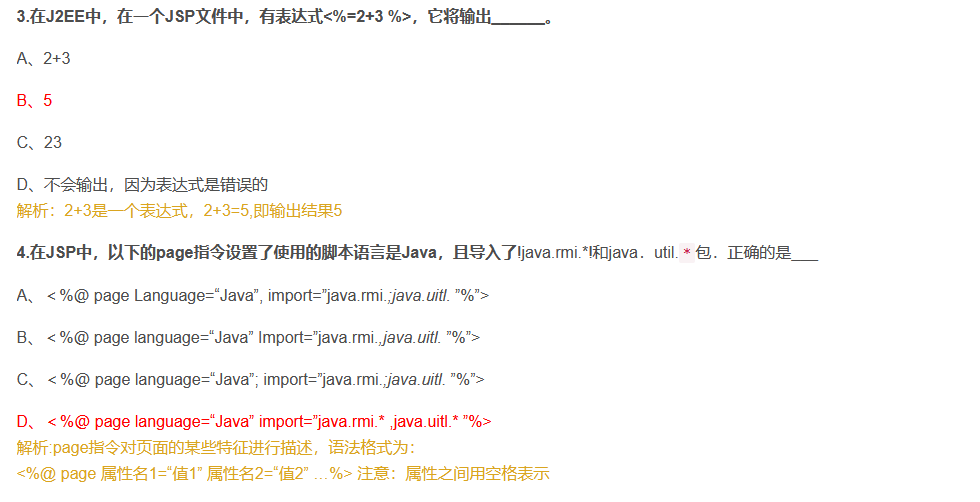 3.在J2EE中，在一个JSP文件中，有表达式<%=2+3 %>，它将输出______。
A、2+3
B、5
C、23
D、不会输出，因为表达式是错误的
解析：2+3是一个表达式，2+3=5,即输出结果5
4.在JSP中，以下的page指令设置了使用的脚本语言是Java，且导入了!java.rmi.*!和java．util.*包．正确的是___
A、＜%@ page Language=“Java”, import=”java.rmi.;java.uitl. ”%”>
B、＜%@ page language=“Java” Import=”java.rmi.,java.uitl. ”%”>
C、＜%@ page language=“Java”; import=”java.rmi.;java.uitl. ”%”>
D、＜%@ page language=“Java” import=”java.rmi.* ,java.uitl.* ”%>
解析:page指令对页面的某些特征进行描述，语法格式为：
<%@ page 属性名1=“值1” 属性名2=“值2” …%> 注意：属性之间用空格表示